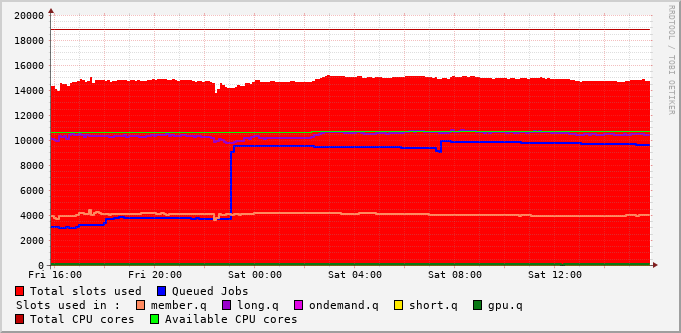 20000
18000
16000
14000
12000
10000
8000
6000
4000
2000
0
Fri 16:00 Fri 20:00 Sat 00:00 Sat 04:00 Sat 08:00 Sat 12:00
Total slots used Queued Jobs
Slots used in : member.q long.q ondemand.q short.q gpu.q
Total CPU cores Available CPU cores
RRDTOOL / TOBI OETIKER